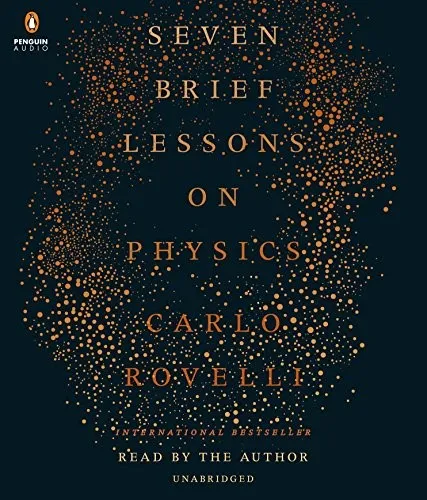 PENGUIN
AUDIO
SEVEN
BRIEF
LESSONS
ON
PHYSICS
CARLO
ROVELLI
INTERNATIONAL BESTSELLER
READ BY THE AUTHOR
UNABRIDGED